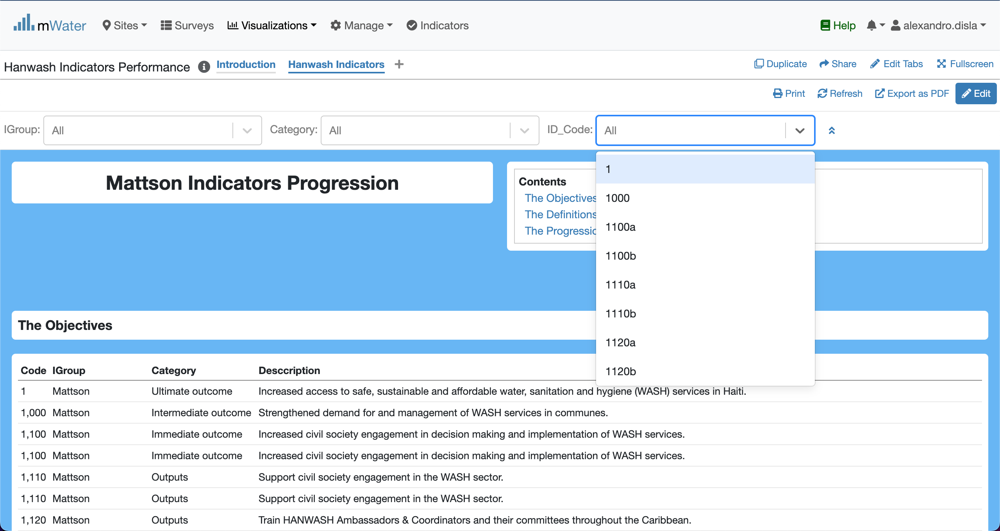 mWater Sites Surveys Visualizations Manage Indicators Help alexandro.disla
Hanwash Indicators Performance Introduction Hanwash Indicators + Duplicate Share Edit Tabs Fullscreen
Print Refresh Export as PDF Edit
IGroup: All Category: All ID_Code: All
1
1000
1100a
1100b
1110a
1110b
1120a
1120b
Mattson Indicators Progression
Contents
The Objectives
The Definitions
The
The Objectives
Code IGroup Category Desccription
1 Mattson Ultimate outcome Increased access to safe, sustainable and affordable water, sanitation and hygiene (WASH) services in Haiti.
1,000 Mattson Intermediate outcome Strengthened demand for and management of WASH services in communes.
1,100 Mattson Immediate outcome Increased civil society engagement in decision making and implementation of WASH services.
1,100 Mattson Immediate outcome Increased civil society engagement in decision making and implementation of WASH services.
1,110 Mattson Outputs Support civil society engagement in the WASH sector.
1,110 Mattson Outputs Support civil society engagement in the WASH sector.
1,120 Mattson Outputs Train HANWASH Ambassadors & Coordinators and their committees throughout the Caribbean.